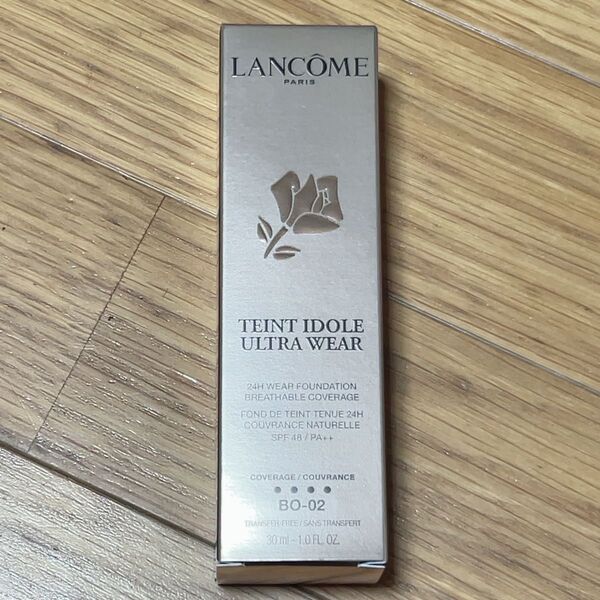 LANCÔME
PARIS
TEINT IDOLE
ULTRA WEAR
24H WEAR FOUNDATION
BREATHABLE COVERAGE
FOND DE TEINT TENUE 24H
COUVRANCE NATURELLE
SPF 48 / PA++
COVERAGE / COUVRANCE
BO-02
TRANSFER-FREE / SANS TRANSFERT
30 ml - 1.0 FL. OZ.